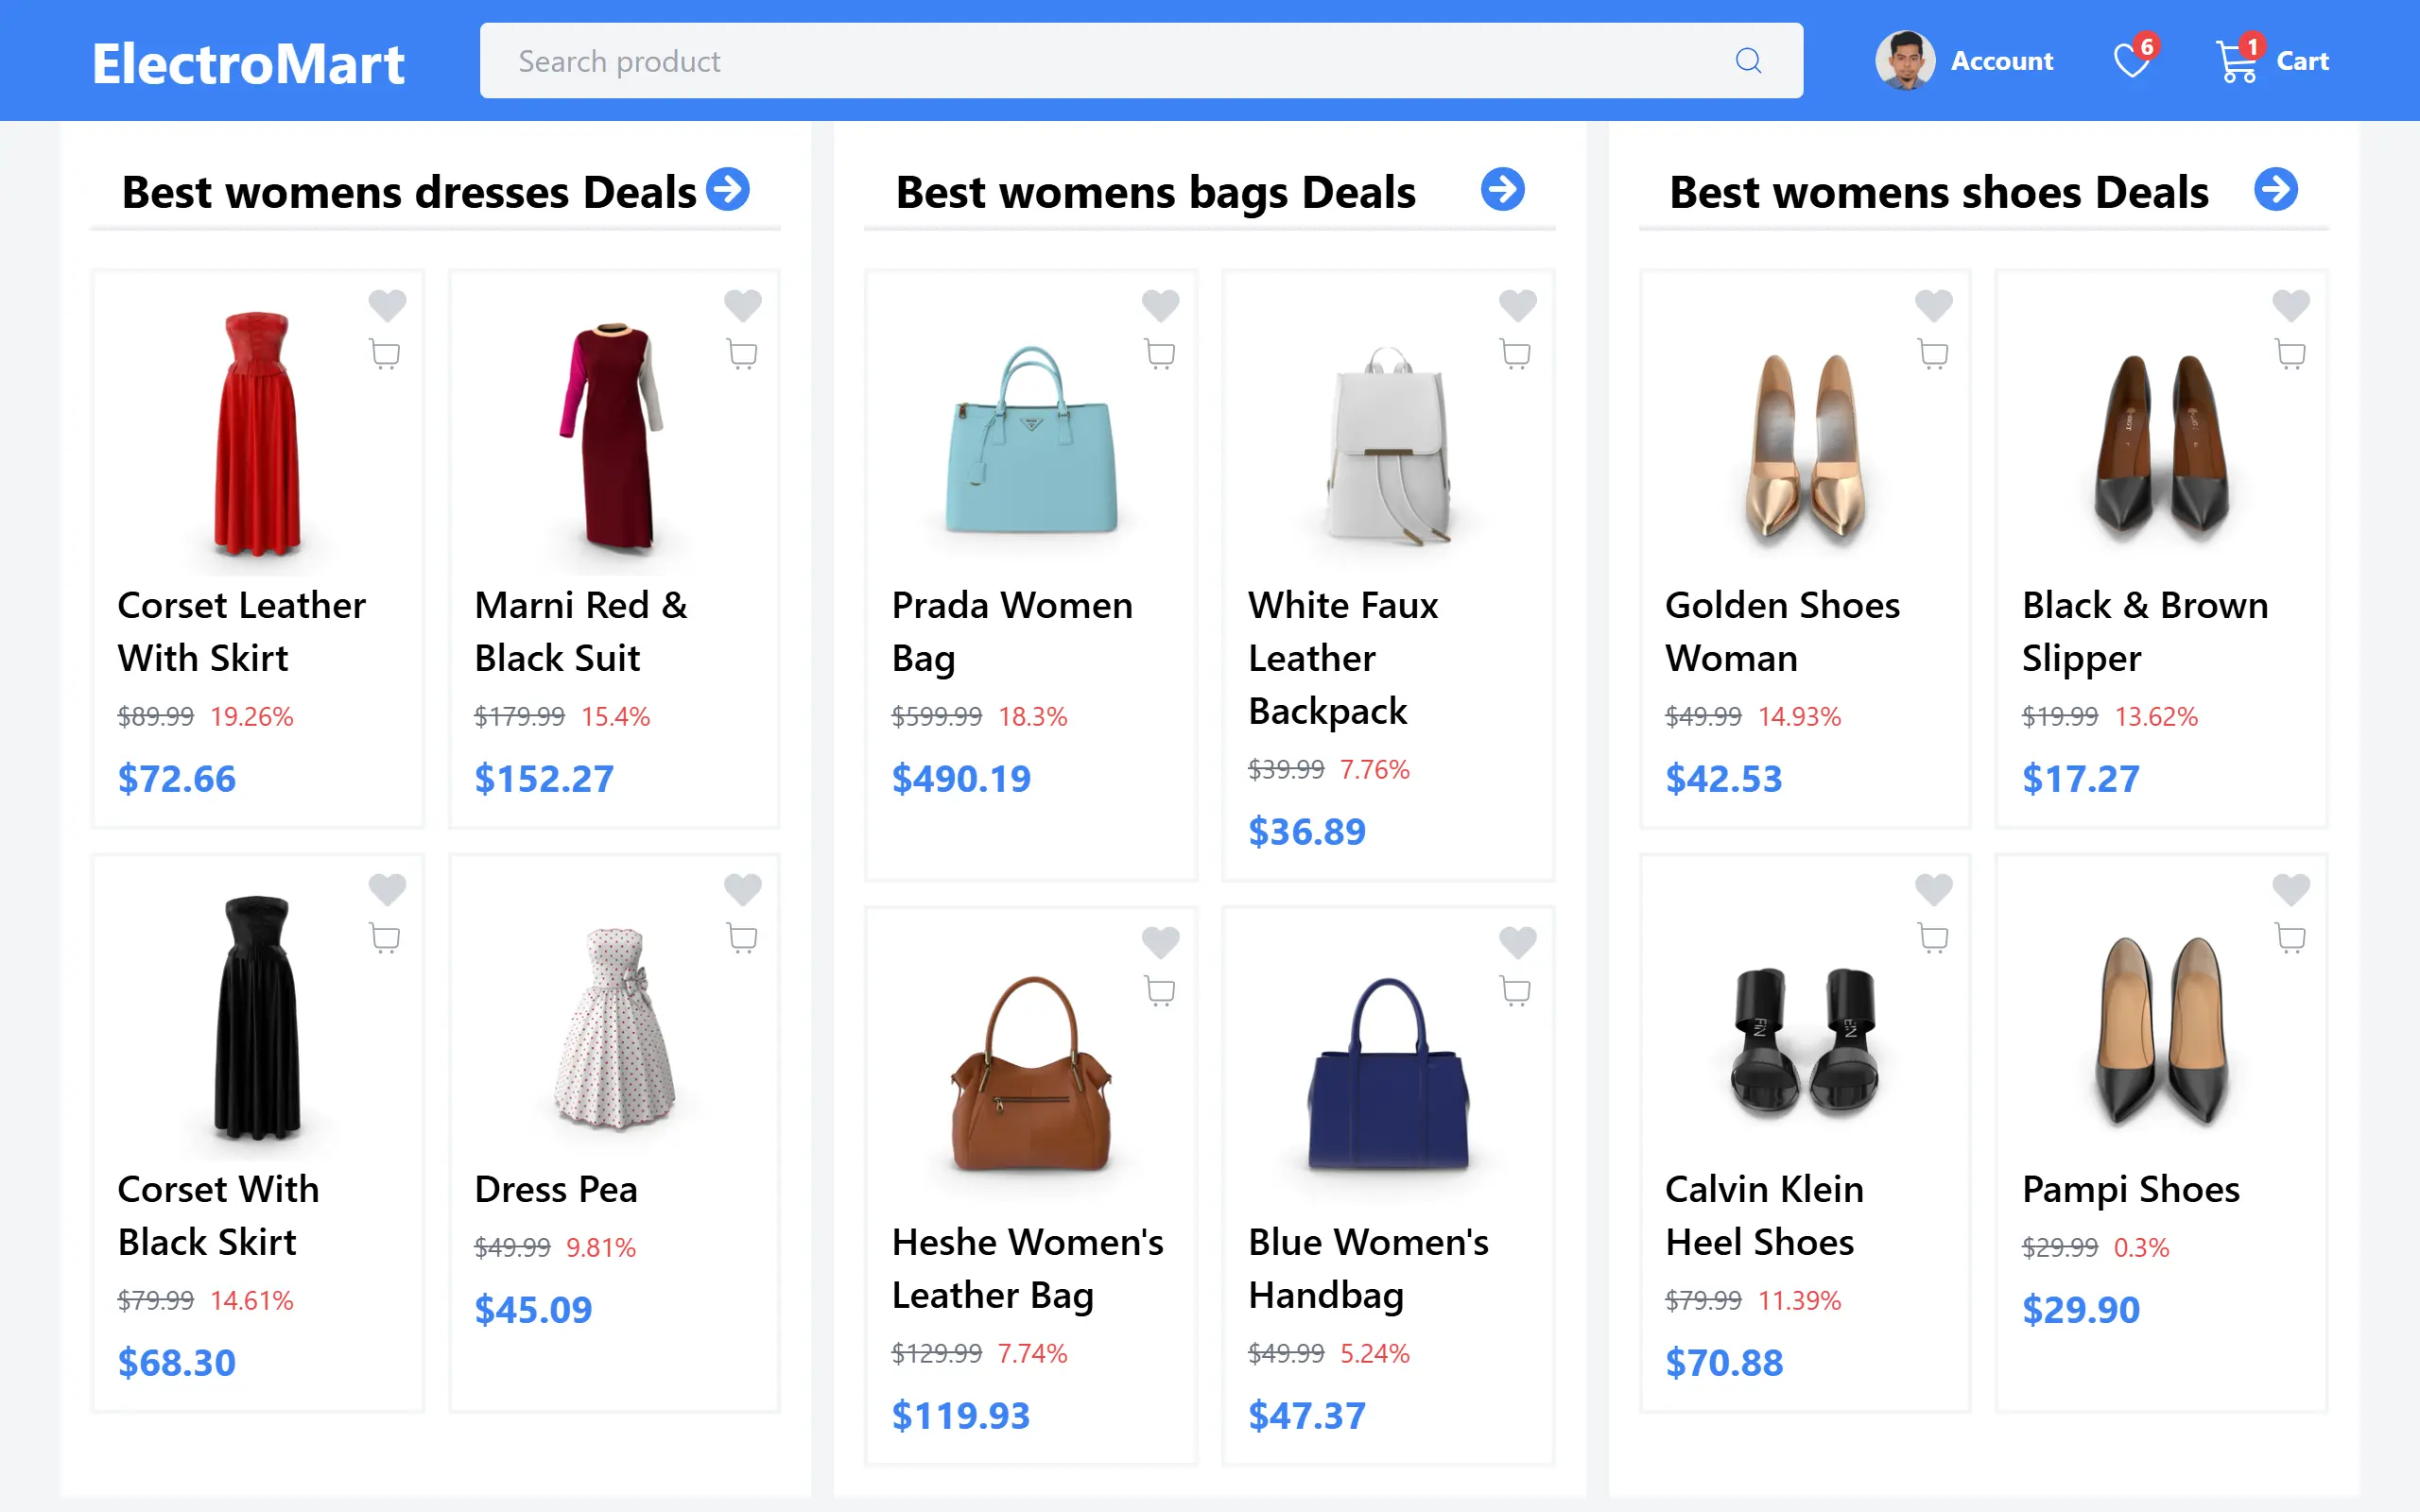 ElectroMart
Search product
Account
6
1
Cart
Best womens dresses Deals
Corset Leather
With Skirt
$89.99 19.26%
$72.66
Marni Red &
Black Suit
$179.99 15.4%
$152.27
Corset With
Black Skirt
$79.99 14.61%
$68.30
Dress Pea
$49.99 9.81%
$45.09
Best womens bags Deals
Prada Women
Bag
$599.99 18.3%
$490.19
White Faux
Leather
Backpack
$39.99 7.76%
$36.89
Heshe Women's
Leather Bag
$129.99 7.74%
$119.93
Blue Women's
Handbag
$49.99 5.24%
$47.37
Best womens shoes Deals
Golden Shoes
Woman
$49.99 14.93%
$42.53
Black & Brown
Slipper
$19.99 13.62%
$17.27
Calvin Klein
Heel Shoes
$79.99 11.39%
$70.88
Pampi Shoes
$29.99 0.3%
$29.90